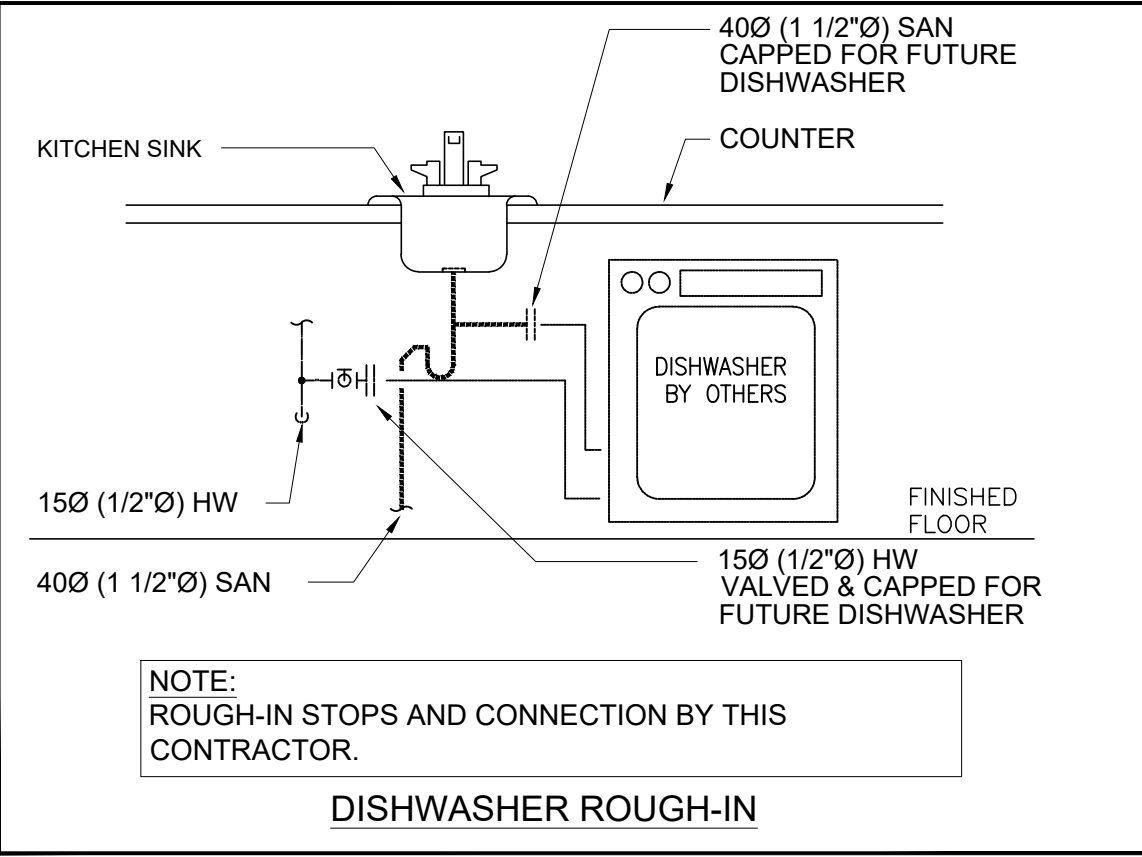 40Ø (1 1/2"Ø) SAN
CAPPED FOR FUTURE
DISHWASHER
KITCHEN SINK
COUNTER
DISHWASHER
BY OTHERS
15Ø (1/2"Ø) HW
FINISHED
FLOOR
40Ø (1 1/2"Ø) SAN
15Ø (1/2"Ø) HW
VALVED & CAPPED FOR
FUTURE DISHWASHER
NOTE:
ROUGH-IN STOPS AND CONNECTION BY THIS
CONTRACTOR.
DISHWASHER ROUGH-IN